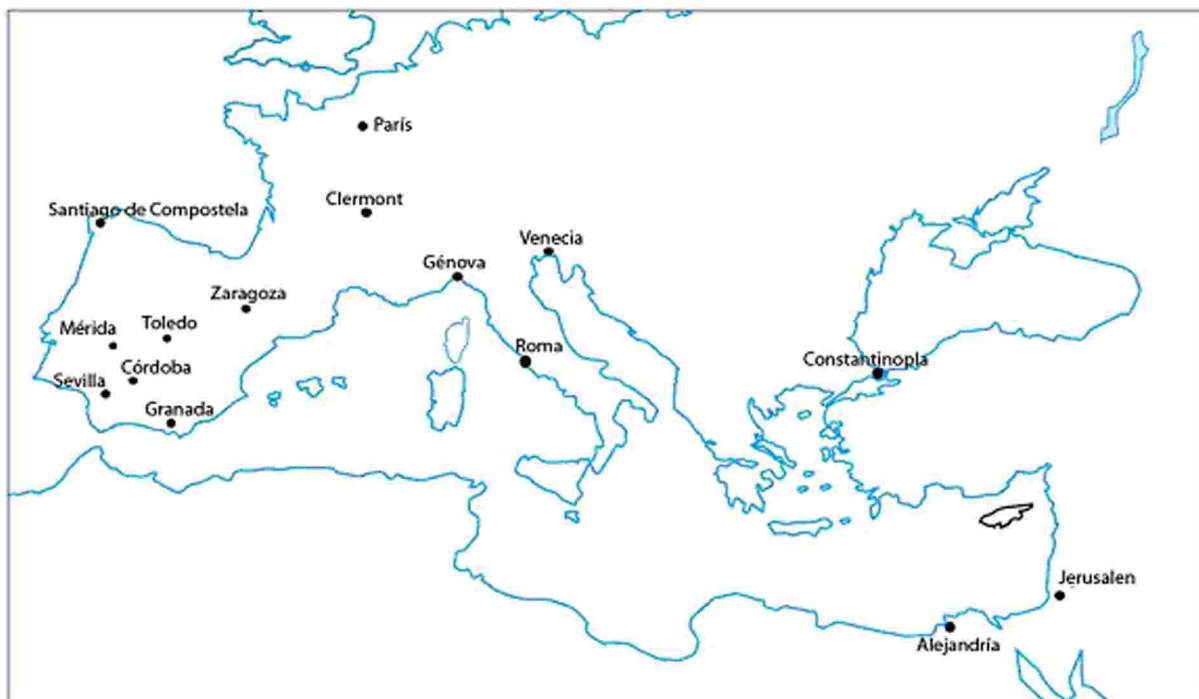 París
Clermont
Santiago de Compostela
Venecia
Génova
Zaragoza
Toledo
Mérida
Roma
Constantinopla
Córdoba
Sevilla
Granada
Jerusalen
Alejandría